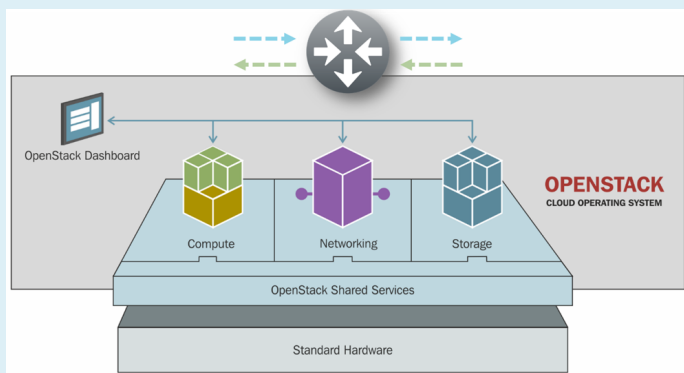 OpenStack Dashboard
OPENSTACK
CLOUD OPERATING SYSTEM
Compute
Networking
Storage
OpenStack Shared Services
Standard Hardware